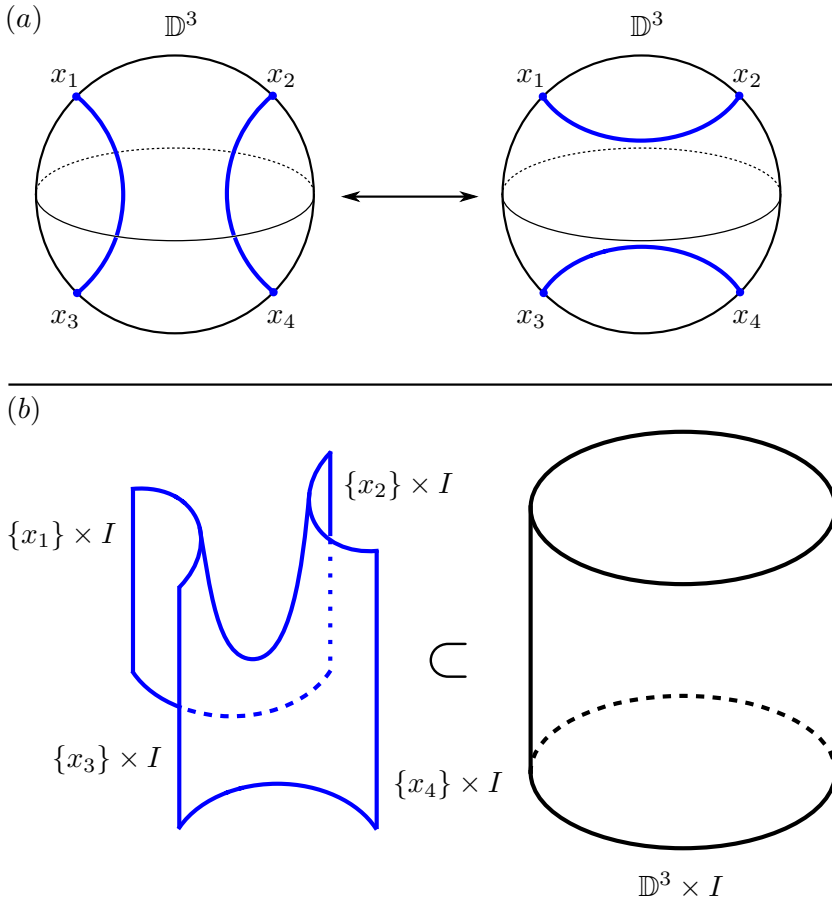 (a)
𝔻³ 𝔻³
x₁ x₂ x₁ x₂
x₃ x₄ x₃ x₄
(b)
{x₂} × I
{x₁} × I
⊂
{x₃} × I
{x₄} × I
𝔻³ × I